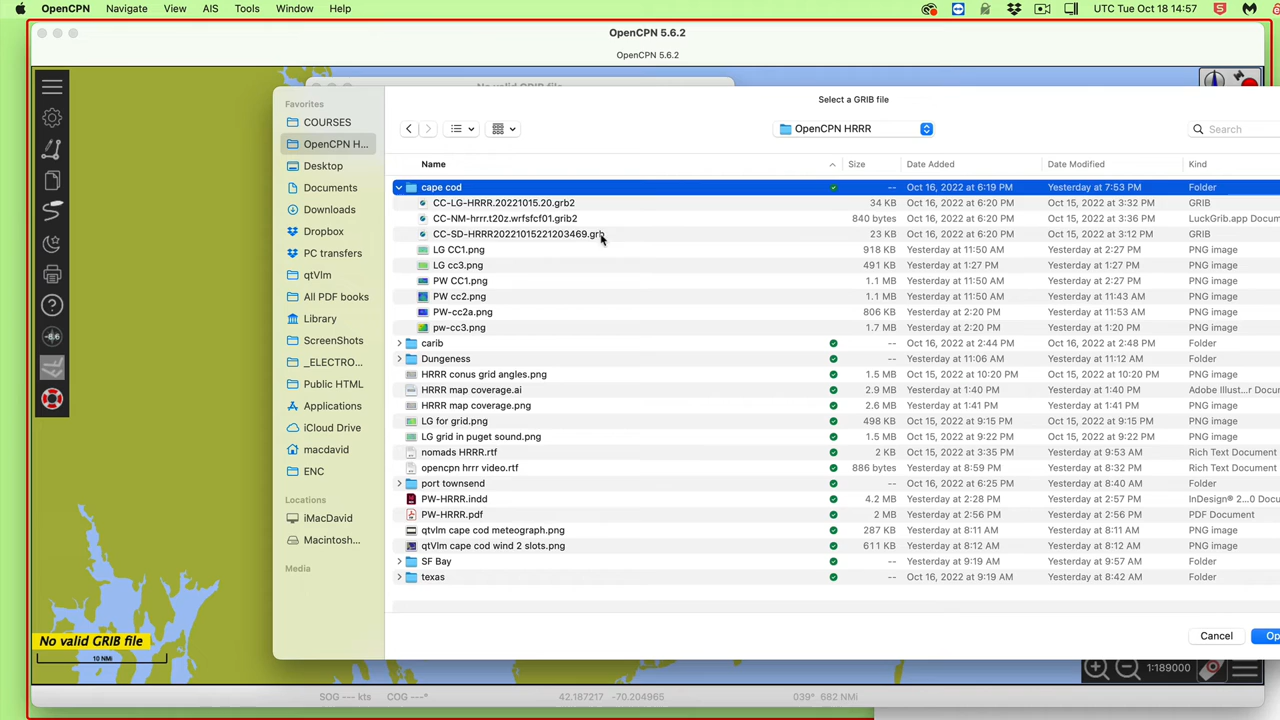 OpenCPN Navigate View AIS Tools Window Help UTC Tue Oct 18 14:57
OpenCPN 5.6.2
OpenCPN 5.6.2
No valid GRIB file
Select a GRIB file
Favorites
COURSES
OpenCPN H...
Desktop
Documents
Downloads
Dropbox
PC transfers
qtVlm
All PDF books
Library
ScreenShots
_ELECTRO...
Public HTML
Applications
iCloud Drive
macdavid
ENC
Locations
iMacDavid
Macintosh...
Media
OpenCPN HRRR
Search
Name Size Date Added Date Modified Kind
cape cod -- Oct 16, 2022 at 6:19 PM Yesterday at 7:53 PM Folder
CC-LG-HRRR.20221015.20.grb2 34 KB Oct 15, 2022 at 3:32 PM Oct 15, 2022 at 3:32 PM GRIB
CC-NM-hrrr.t20z.wrfsfcf01.grib2 840 bytes Oct 15, 2022 at 3:36 PM Oct 15, 2022 at 3:36 PM LuckGrib.app Docum
CC-SD-HRRR20221015221203469.grb 23 KB Oct 15, 2022 at 3:14 PM Oct 15, 2022 at 3:12 PM GRIB
LG CC1.png 918 KB Yesterday at 11:50 AM Yesterday at 11:50 AM PNG image
LG cc3.png 491 KB Yesterday at 1:27 PM Yesterday at 1:27 PM PNG image
PW CC1.png 1.1 MB Yesterday at 11:50 AM Yesterday at 2:27 PM PNG image
PW cc2.png 1.1 MB Yesterday at 11:50 AM Yesterday at 11:43 AM PNG image
PW-cc2a.png 806 KB Yesterday at 2:20 PM Yesterday at 11:53 AM PNG image
pw-cc3.png 1.7 MB Yesterday at 2:20 PM Yesterday at 1:20 PM PNG image
carib -- Oct 16, 2022 at 2:44 PM Oct 16, 2022 at 2:48 PM Folder
Dungeness -- Yesterday at 11:06 AM Yesterday at 11:12 AM Folder
HRRR conus grid angles.png 1.5 MB Oct 15, 2022 at 10:20 PM Oct 15, 2022 at 10:20 PM PNG image
HRRR map coverage.ai 2.9 MB Yesterday at 1:40 PM Yesterday at 1:40 PM Adobe Illust...r Docu
HRRR map coverage.png 2.6 MB Yesterday at 1:41 PM Yesterday at 1:41 PM PNG image
LG for grid.png 498 KB Oct 15, 2022 at 9:15 PM Oct 15, 2022 at 9:15 PM PNG image
LG grid in puget sound.png 1.5 MB Oct 15, 2022 at 9:22 PM Oct 15, 2022 at 9:22 PM PNG image
nomads HRRR.rtf 2 KB Yesterday at 9:53 AM Yesterday at 9:53 AM Rich Text Document
opencpn hrrr video.rtf 886 bytes Yesterday at 8:59 PM Yesterday at 8:32 PM Rich Text Document
port townsend -- Oct 16, 2022 at 6:25 PM Yesterday at 8:40 AM Folder
PW-HRRR.indd 4.2 MB Yesterday at 2:28 PM Yesterday at 2:57 PM InDesign® 2...0 Docum
PW-HRRR.pdf 2 MB Yesterday at 2:56 PM Yesterday at 2:56 PM PDF Document
qtvlm cape cod meteograph.png 287 KB Yesterday at 8:11 AM Yesterday at 8:11 AM PNG image
qtVlm cape cod wind 2 slots.png 611 KB Yesterday at 8:12 AM Yesterday at 8:12 AM PNG image
SF Bay -- Oct 16, 2022 at 9:19 AM Yesterday at 9:57 AM Folder
texas -- Oct 16, 2022 at 9:19 AM Yesterday at 8:42 AM Folder
Cancel Op
No valid GRIB file
10 NMi
1:189000
SOG --- kts COG ---° 42.187217 -70.204965 039° 682 NMi